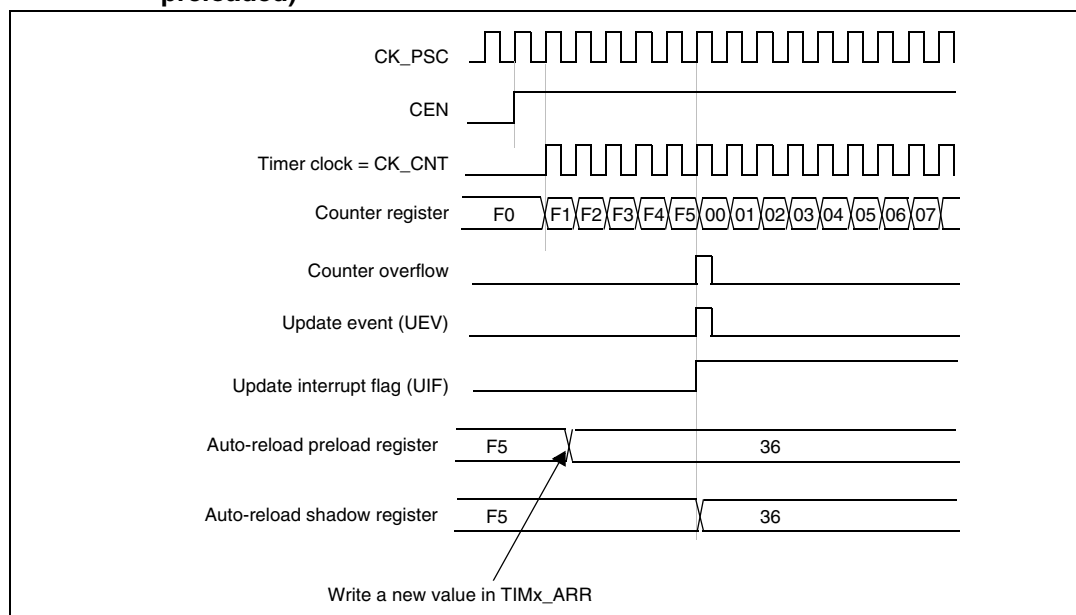 preloaded)
CK_PSC
CEN
Timer clock = CK_CNT
Counter register F0 F1 F2 F3 F4 F5 00 01 02 03 04 05 06 07
Counter overflow
Update event (UEV)
Update interrupt flag (UIF)
Auto-reload preload register F5 36
Auto-reload shadow register F5 36
Write a new value in TIMx_ARR